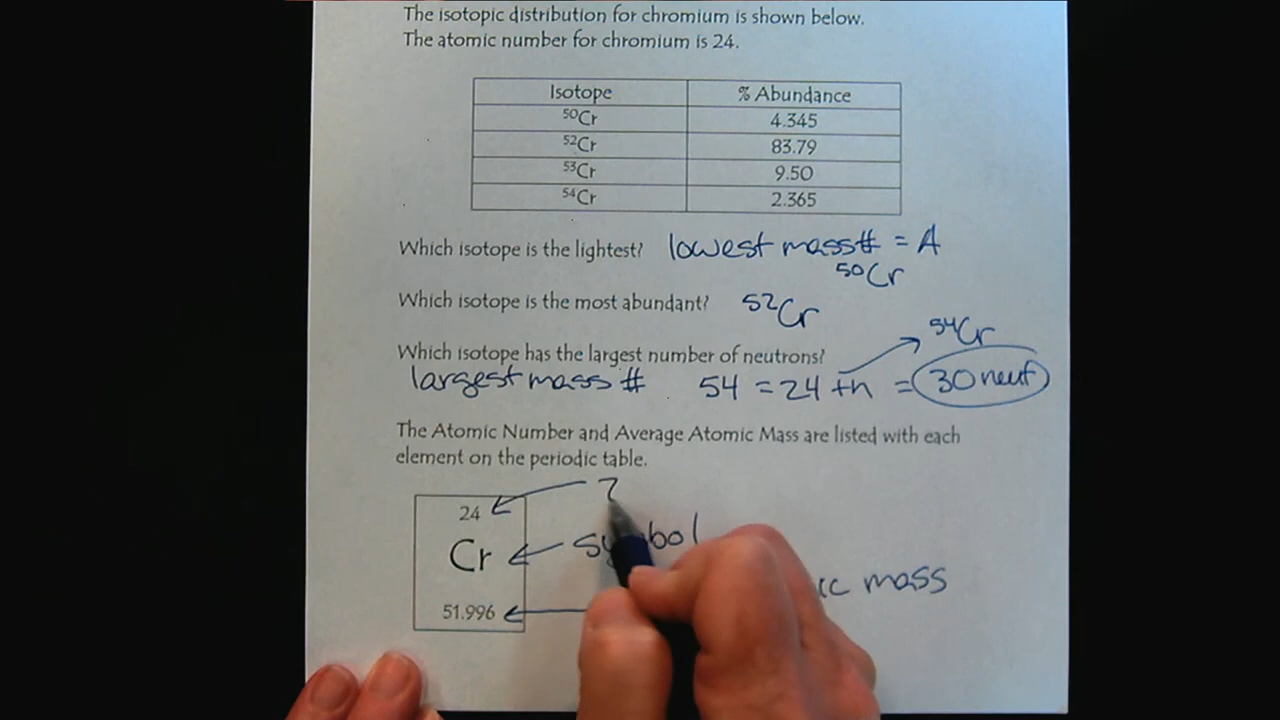 The isotopic distribution for chromium is shown below.
The atomic number for chromium is 24.
Isotope % Abundance
⁵⁰Cr 4.345
⁵²Cr 83.79
⁵³Cr 9.50
⁵⁴Cr 2.365
Which isotope is the lightest? lowest mass# = A
⁵⁰Cr
Which isotope is the most abundant? ⁵²Cr
⁵⁴Cr
Which isotope has the largest number of neutrons?
largest mass # 54 = 24 + n = 30 neut
The Atomic Number and Average Atomic Mass are listed with each
element on the periodic table.
24
Cr symbol
51.996 mass